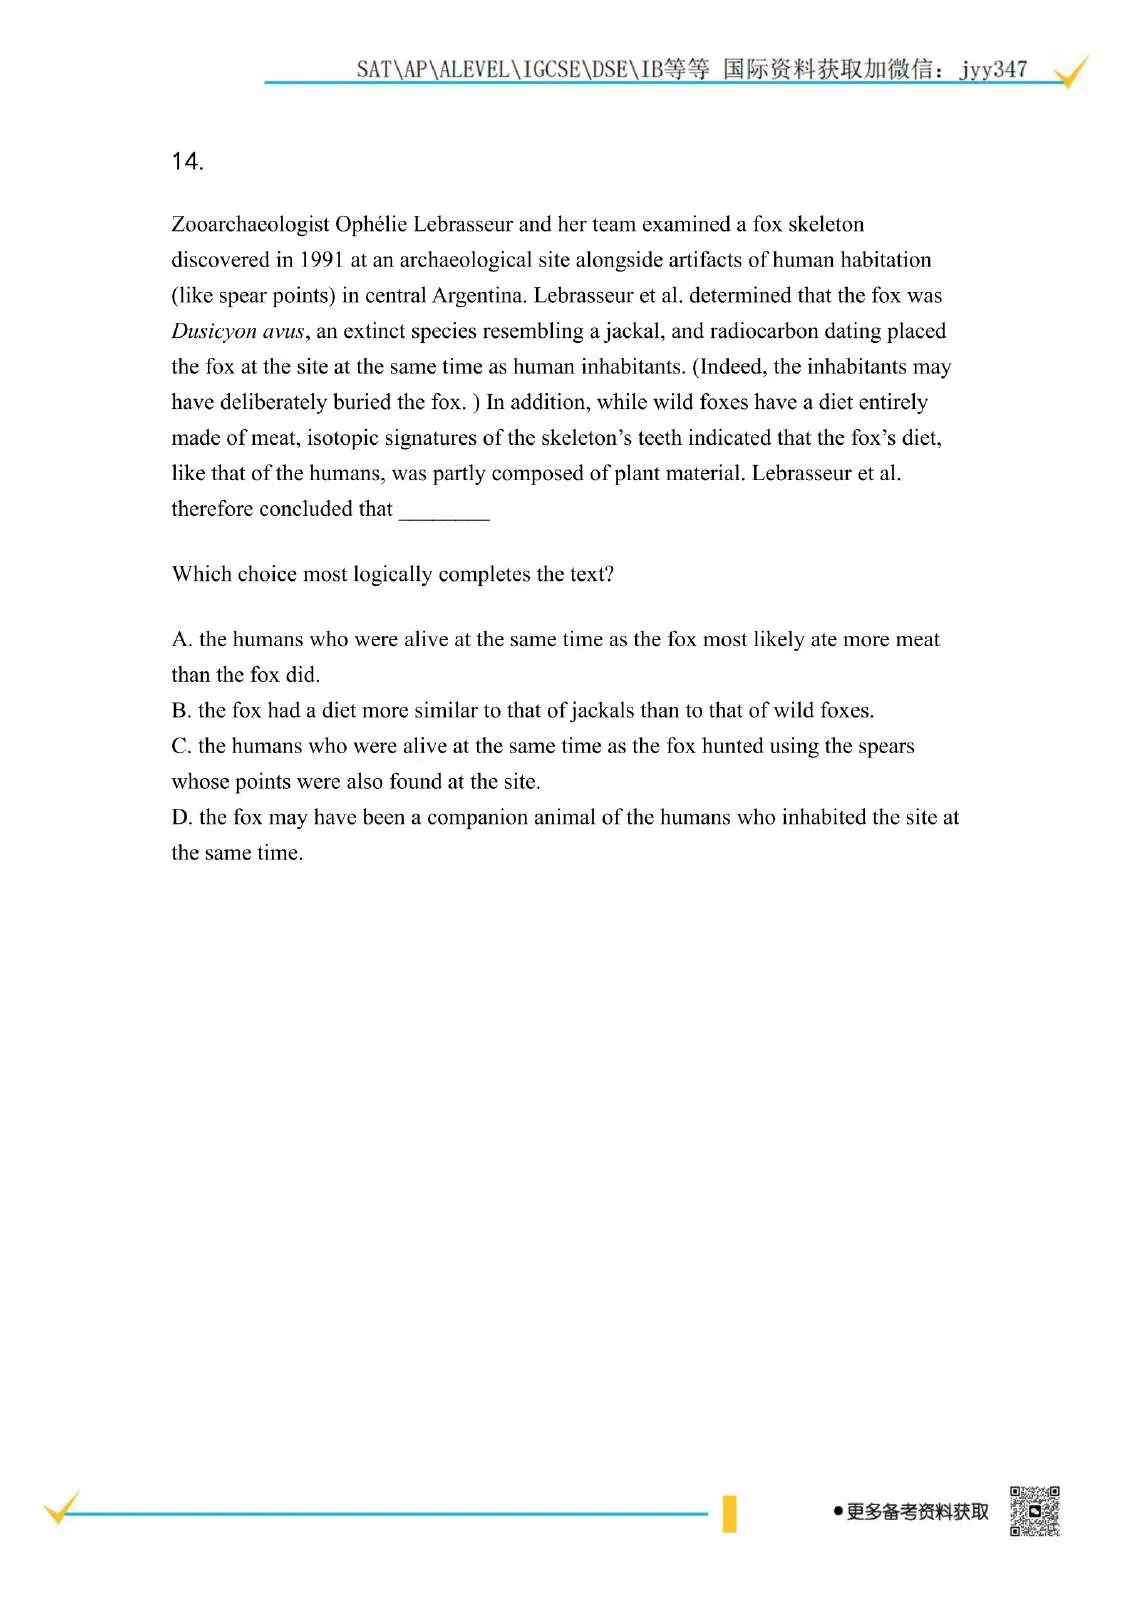 SAT\AP\ALEVEL\IGCSE\DSE\IB等等 国际资料获取加微信：jyy347
14.
Zooarchaeologist Ophélie Lebrasseur and her team examined a fox skeleton
discovered in 1991 at an archaeological site alongside artifacts of human habitation
(like spear points) in central Argentina. Lebrasseur et al. determined that the fox was
Dusicyon avus, an extinct species resembling a jackal, and radiocarbon dating placed
the fox at the site at the same time as human inhabitants. (Indeed, the inhabitants may
have deliberately buried the fox. ) In addition, while wild foxes have a diet entirely
made of meat, isotopic signatures of the skeleton’s teeth indicated that the fox’s diet,
like that of the humans, was partly composed of plant material. Lebrasseur et al.
therefore concluded that ________
Which choice most logically completes the text?
A. the humans who were alive at the same time as the fox most likely ate more meat
than the fox did.
B. the fox had a diet more similar to that of jackals than to that of wild foxes.
C. the humans who were alive at the same time as the fox hunted using the spears
whose points were also found at the site.
D. the fox may have been a companion animal of the humans who inhabited the site at
the same time.
●更多备考资料获取